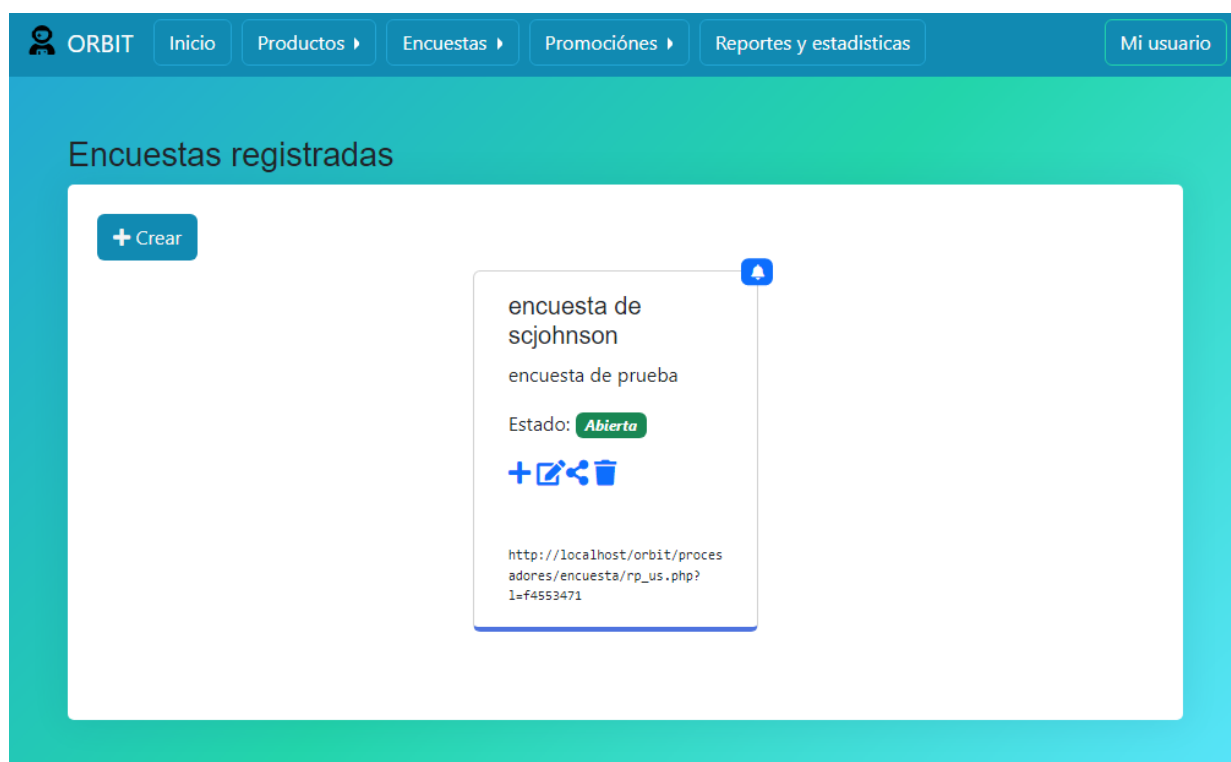 ORBIT Inicio Productos Encuestas Promociónes Reportes y estadisticas Mi usuario
Encuestas registradas
Crear
encuesta de
scjohnson
encuesta de prueba
Estado: Abierta
http://localhost/orbit/proces
adores/encuesta/rp_us.php?
l=f4553471